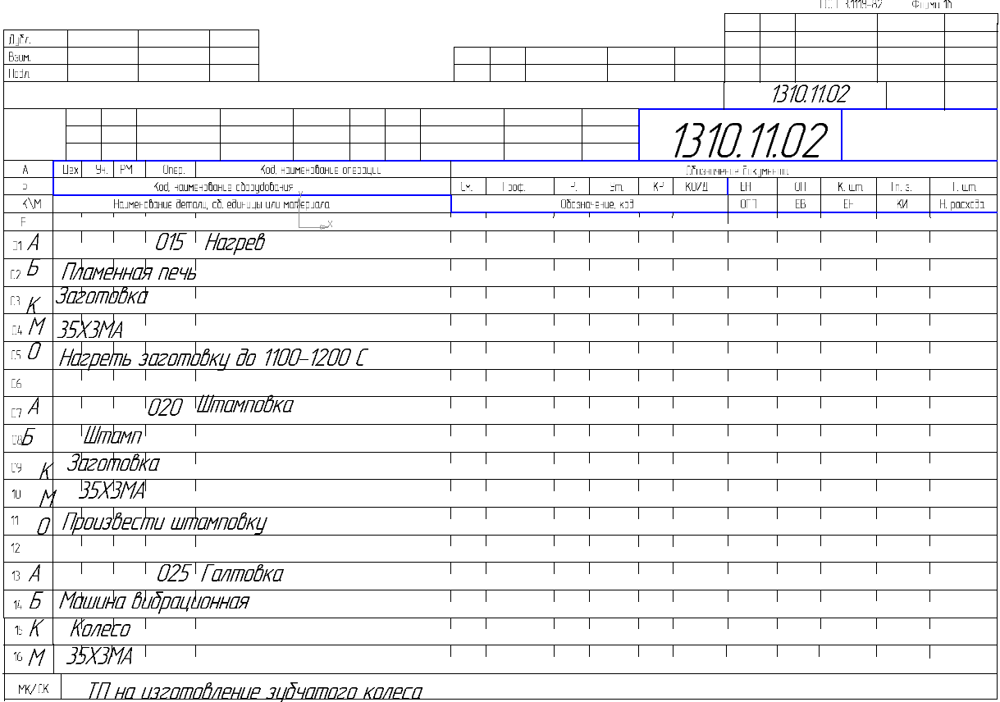 ГОСТ 3.1118-82 Форма 1б
Дубл.
Взам.
Подл.
1310.11.02
1310.11.02
А Цех Уч. РМ Опер. Код, наименование операции Обозначение документа
Б Код, наименование оборудования См. Проф. Р. Ут. КР КОИД ЕН ОП К. шт. Тп. з. Т. шт.
К\М Наименование детали, сб. единицы или материала Обозначение, код ОПП ЕВ ЕН КИ Н. расхода
01 А 015 Нагрев
02 Б Пламенная печь
03 К Заготовка
04 М 35Х3МА
05 О Нагреть заготовку до 1100-1200 С
06
07 А 020 Штамповка
08 Б Штамп
09 К Заготовка
10 М 35Х3МА
11 О Произвести штамповку
12
13 А 025 Галтовка
14 Б Машина вибрационная
15 К Колесо
16 М 35Х3МА
МК/ОК ТП на изготовление зубчатого колеса